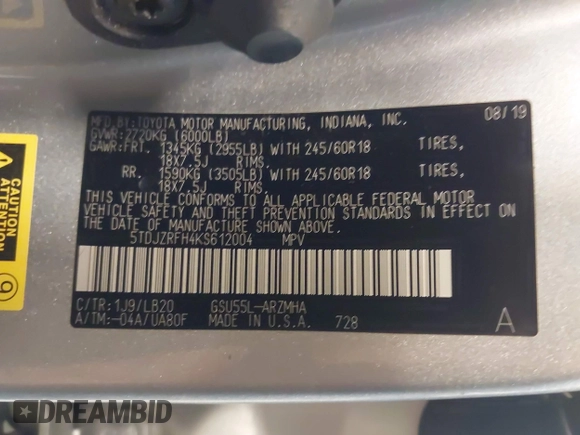 MFD.BY:TOYOTA MOTOR MANUFACTURING, INDIANA, INC. 08/19
GVWR:2720KG (6000LB)
GAWR:FRT. 1345KG (2955LB) WITH 245/60R18 TIRES,
18X7.5J RIMS,
RR. 1590KG (3505LB) WITH 245/60R18 TIRES,
18X7.5J RIMS.
THIS VEHICLE CONFORMS TO ALL APPLICABLE FEDERAL MOTOR
VEHICLE SAFETY AND THEFT PREVENTION STANDARDS IN EFFECT ON
THE DATE OF MANUFACTURE SHOWN ABOVE.
5TDJZRFH4KS612004 MPV
C/TR:1J9/LB20 GSU55L-ARZMHA
A/TM:-04A/UA80F MADE IN U.S.A. 728 A
CAUTION
ATTENTION
9
DREAMBID